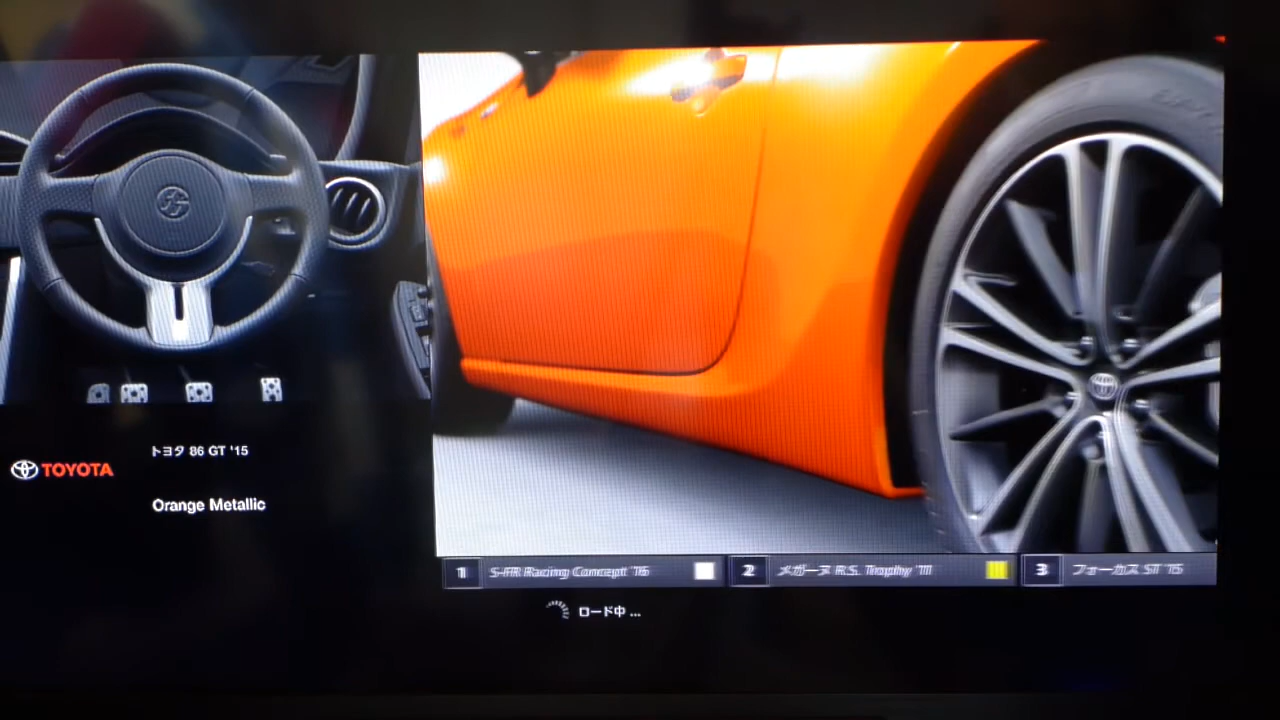 トヨタ 86 GT '15
TOYOTA
Orange Metallic
1 S-FR Racing Concept '16
2 メガーヌ R.S. Trophy '11
3 フォーカス ST '15
ロード中 ...